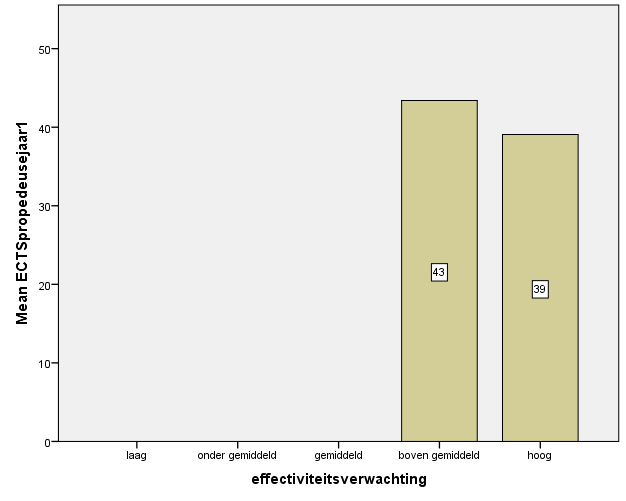 Mean ECTSpropedeusejaar1
50
40
30
20
10
0
43
39
laag onder gemiddeld gemiddeld boven gemiddeld hoog
effectiviteitsverwachting